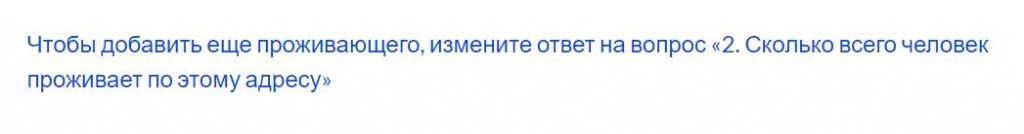 Чтобы добавить еще проживающего, измените ответ на вопрос «2. Сколько всего человек
проживает по этому адресу»